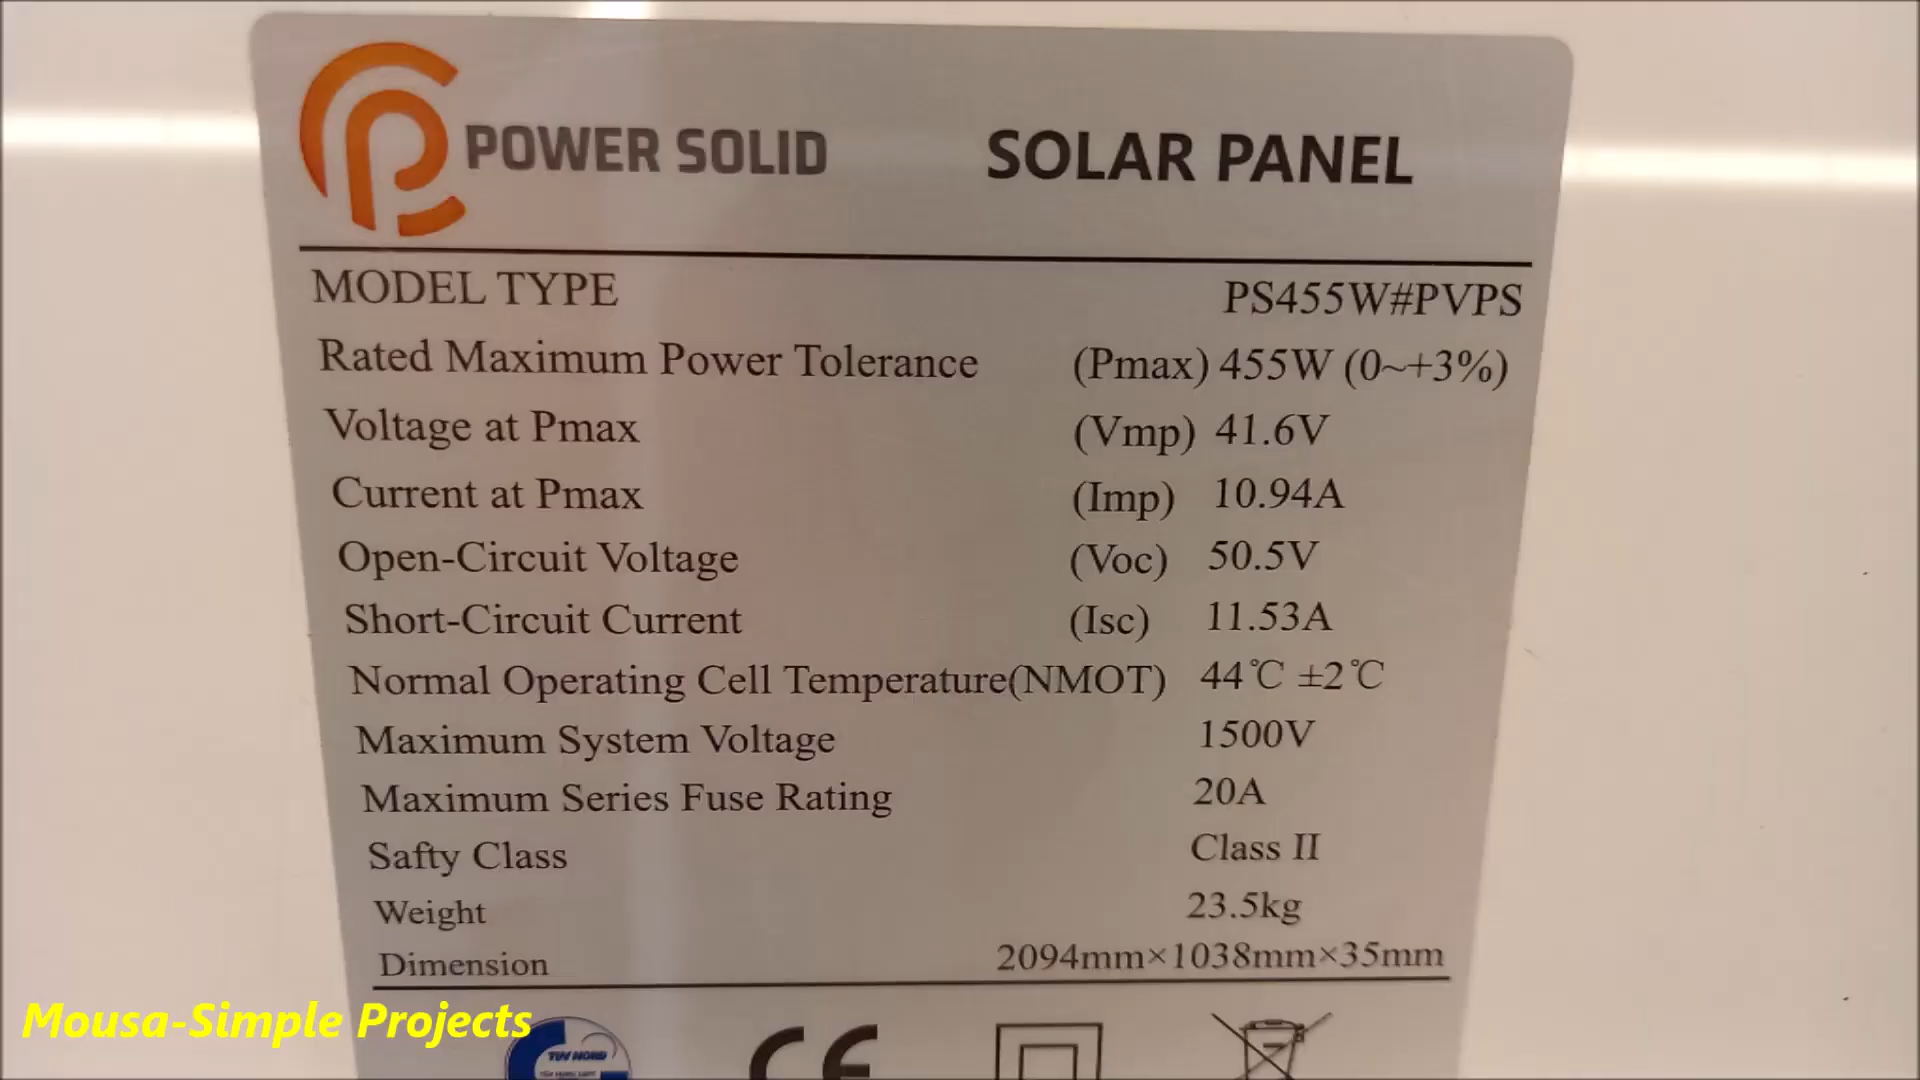 POWER SOLID SOLAR PANEL
MODEL TYPE PS455W#PVPS
Rated Maximum Power Tolerance (Pmax) 455W (0~+3%)
Voltage at Pmax (Vmp) 41.6V
Current at Pmax (Imp) 10.94A
Open-Circuit Voltage (Voc) 50.5V
Short-Circuit Current (Isc) 11.53A
Normal Operating Cell Temperature(NMOT) 44℃ ±2℃
Maximum System Voltage 1500V
Maximum Series Fuse Rating 20A
Safty Class Class II
Weight 23.5kg
Dimension 2094mm×1038mm×35mm
Mousa-Simple Projects
TÜV NORD
CE